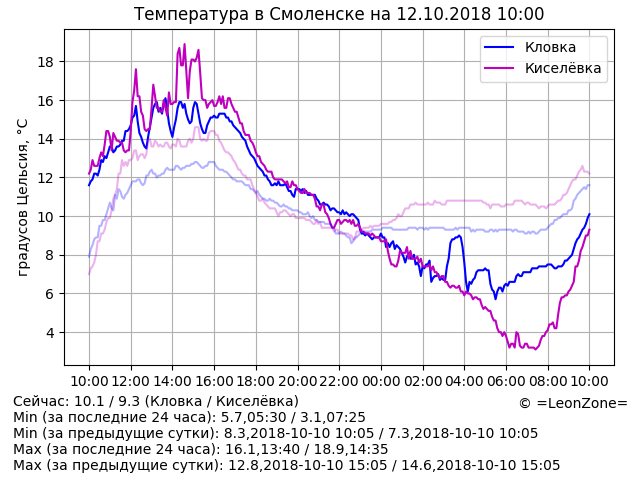 Температура в Смоленске на 12.10.2018 10:00
Кловка
Киселёвка
градусов Цельсия, °C
18
16
14
12
10
8
6
4
10:00 12:00 14:00 16:00 18:00 20:00 22:00 00:00 02:00 04:00 06:00 08:00 10:00
Сейчас: 10.1 / 9.3 (Кловка / Киселёвка)
© =LeonZone=
Min (за последние 24 часа): 5.7,05:30 / 3.1,07:25
Min (за предыдущие сутки): 8.3,2018-10-10 10:05 / 7.3,2018-10-10 10:05
Max (за последние 24 часа): 16.1,13:40 / 18.9,14:35
Max (за предыдущие сутки): 12.8,2018-10-10 15:05 / 14.6,2018-10-10 15:05